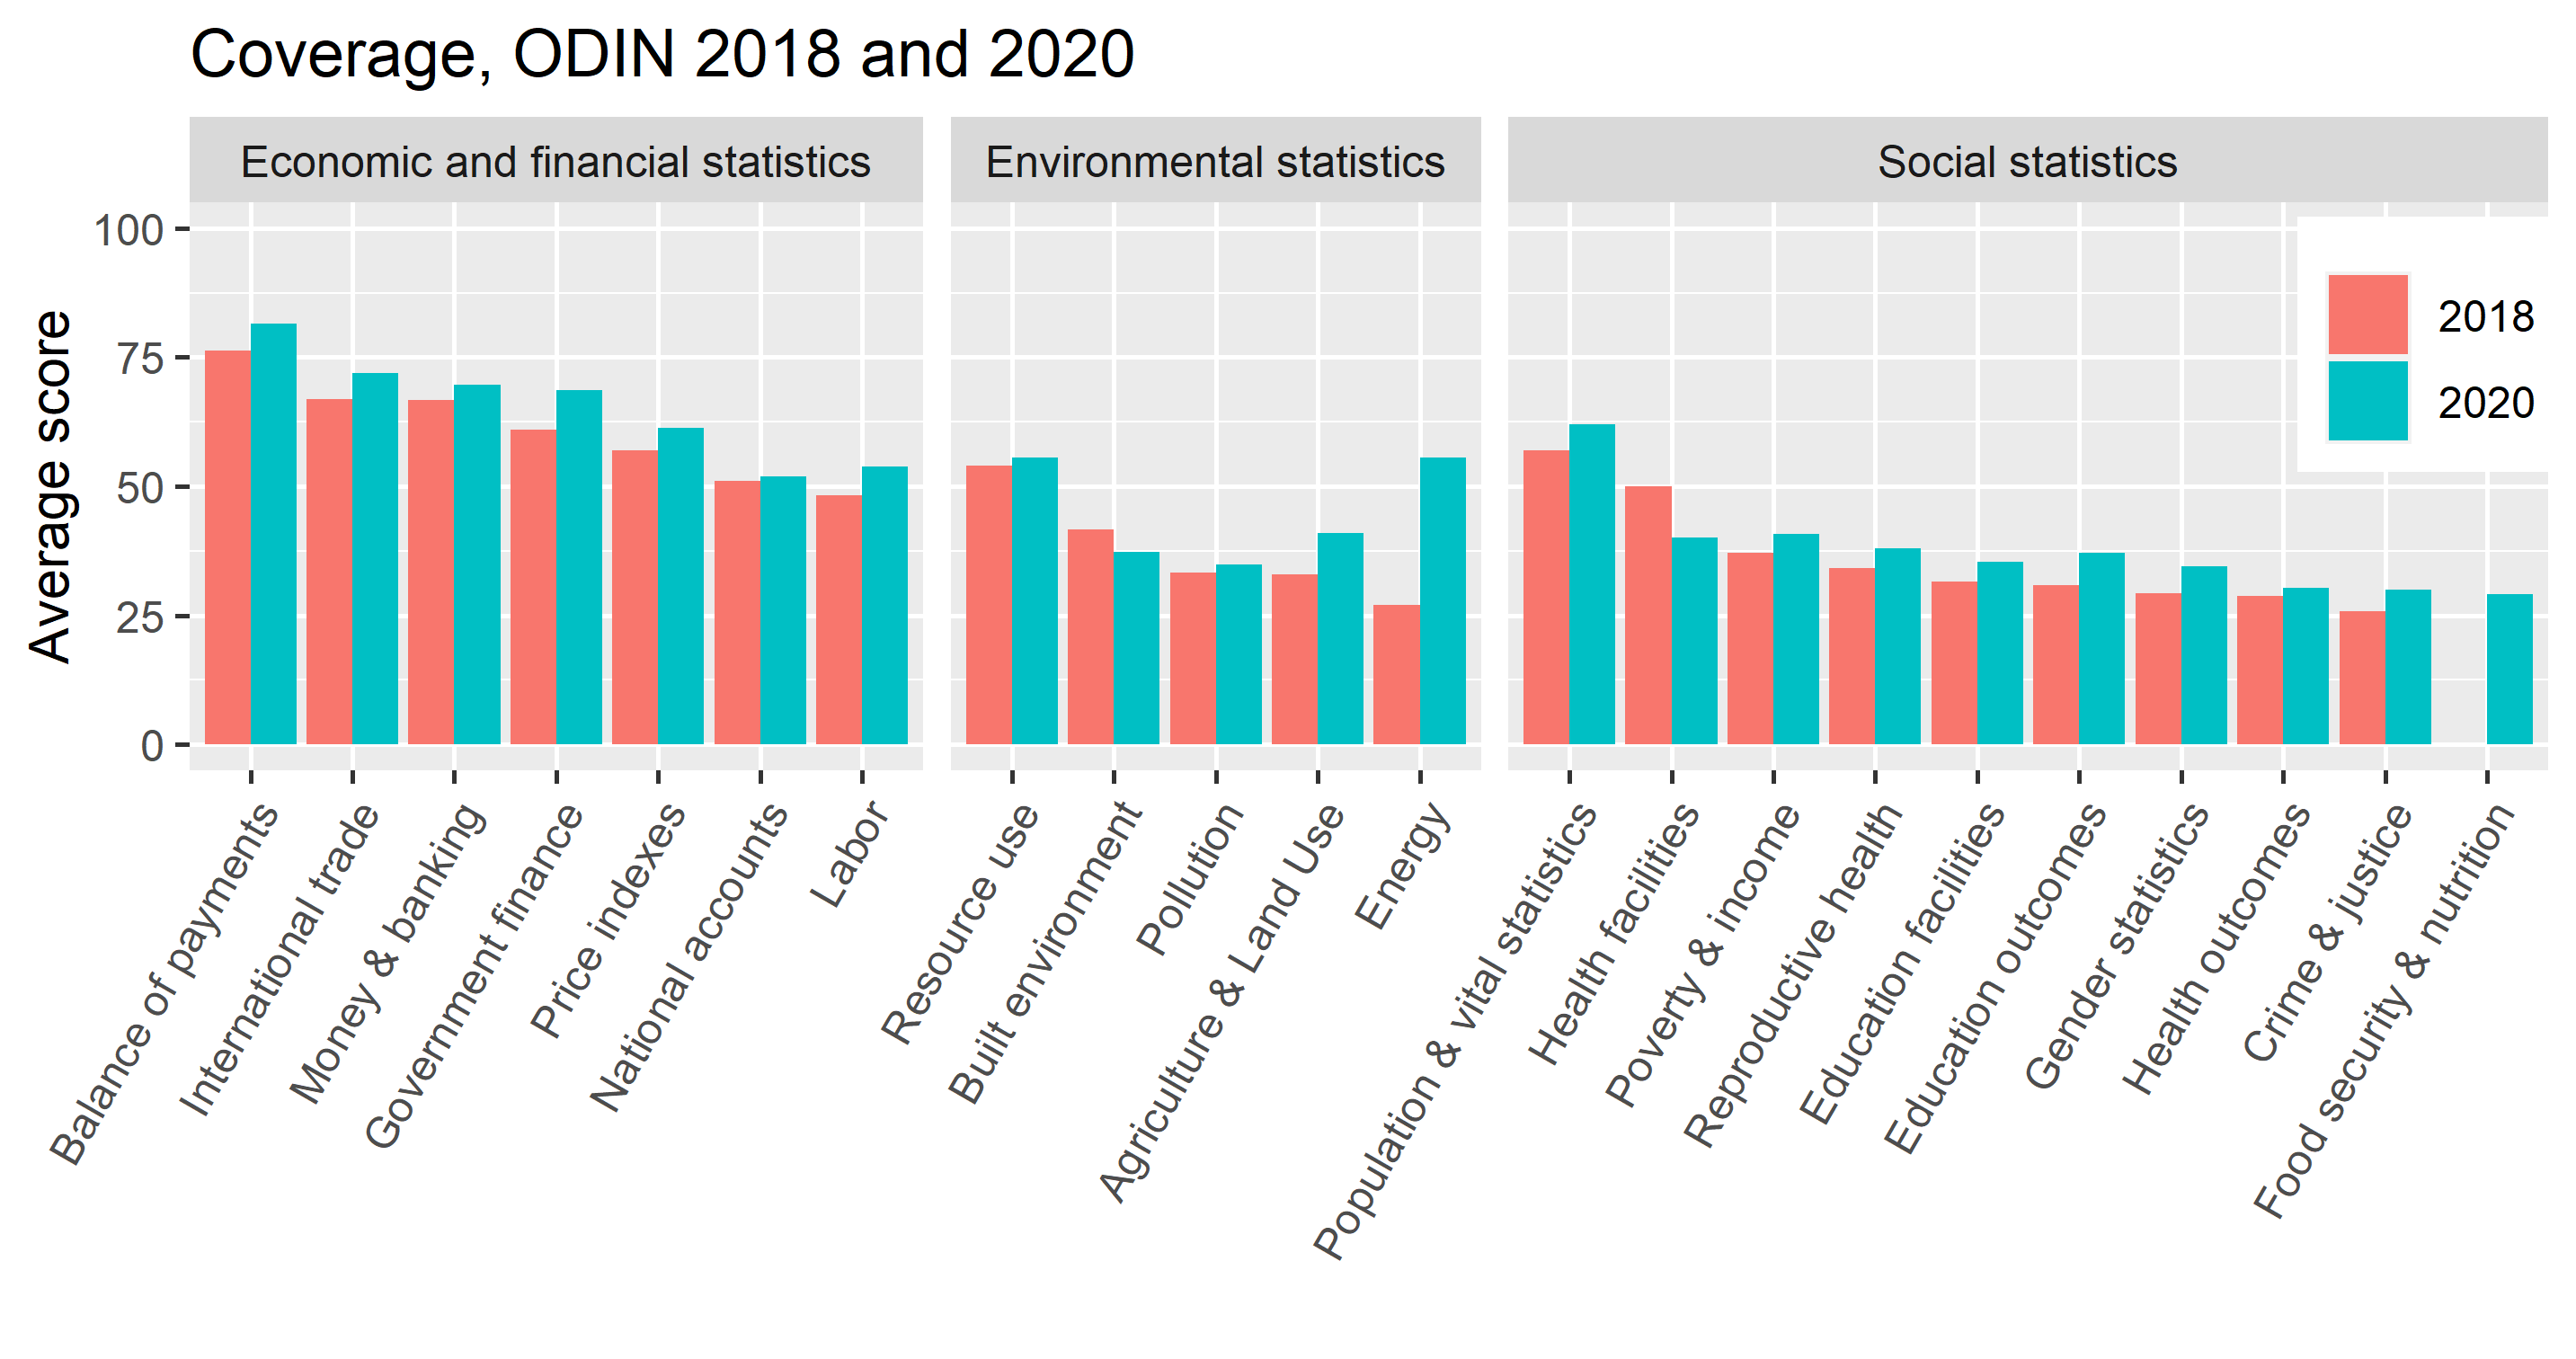 Coverage, ODIN 2018 and 2020
Economic and financial statistics
Environmental statistics
Social statistics
Average score
100
75
50
25
0
2018
2020
Balance of payments
International trade
Money & banking
Government finance
Price indexes
National accounts
Labor
Resource use
Built environment
Pollution
Agriculture & Land Use
Energy
Population & vital statistics
Health facilities
Poverty & income
Reproductive health
Education facilities
Education outcomes
Gender statistics
Health outcomes
Crime & justice
Food security & nutrition